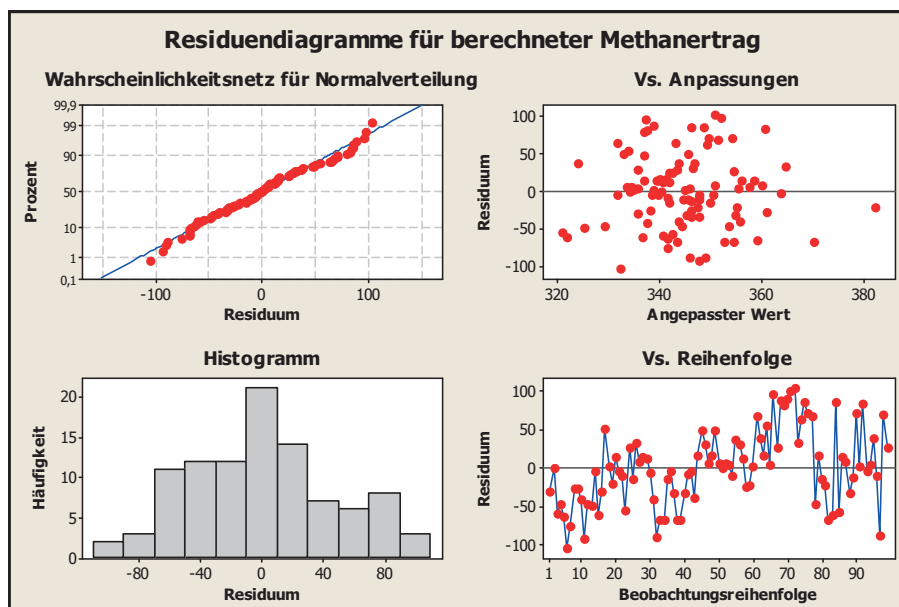 Residuendiagramme für berechneter Methanertrag
Wahrscheinlichkeitsnetz für Normalverteilung
99,9
99
90
50
10
1
0,1
Prozent
-100 0 100
Residuum
Vs. Anpassungen
100
50
0
-50
-100
Residuum
320 340 360 380
Angepasster Wert
Histogramm
20
15
10
5
0
Häufigkeit
-80 -40 0 40 80
Residuum
Vs. Reihenfolge
100
50
0
-50
-100
Residuum
1 10 20 30 40 50 60 70 80 90
Beobachtungsreihenfolge